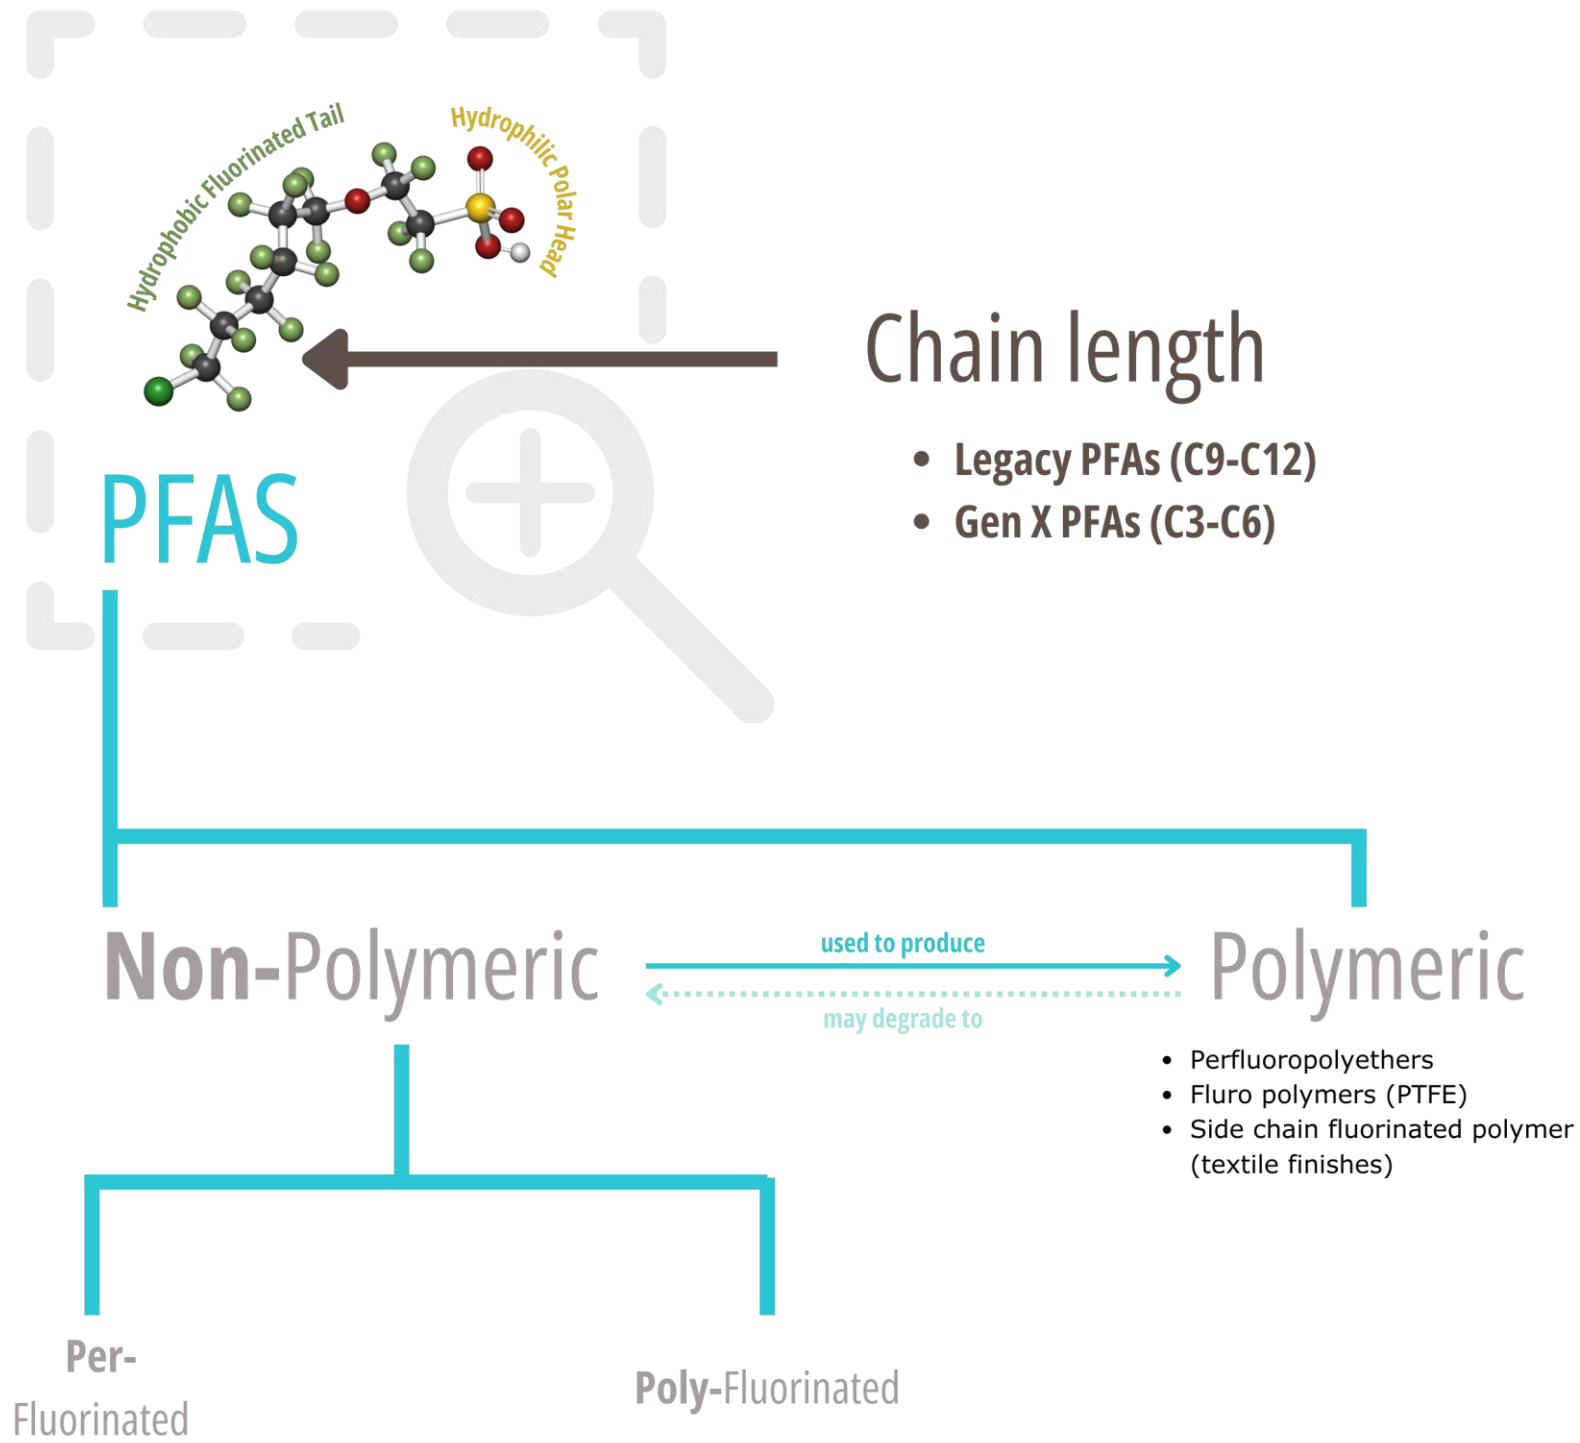 Hydrophobic Fluorinated Tail
Hydrophilic Polar Head
Chain length
• Legacy PFAs (C9-C12)
• Gen X PFAs (C3-C6)
PFAS
Non-Polymeric
used to produce
may degrade to
Polymeric
• Perfluoropolyethers
• Fluro polymers (PTFE)
• Side chain fluorinated polymer
(textile finishes)
Per-
Fluorinated
Poly-Fluorinated